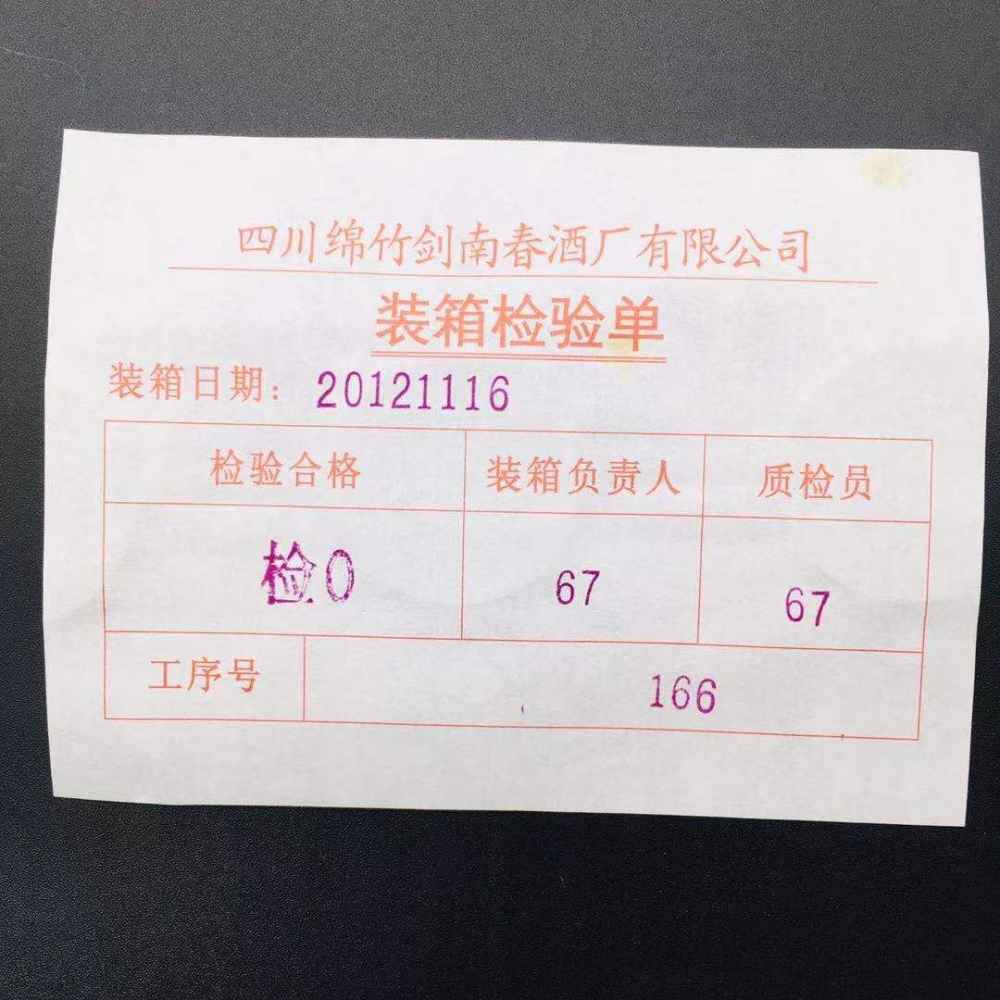 四川绵竹剑南春酒厂有限公司
装箱检验单
装箱日期: 20121116
检验合格 装箱负责人 质检员
检0 67 67
工序号 166